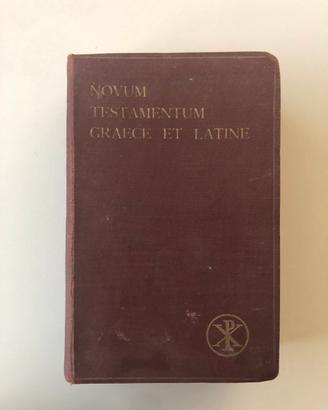 NOVUM
TESTAMENTUM
GRAECE ET LATINE